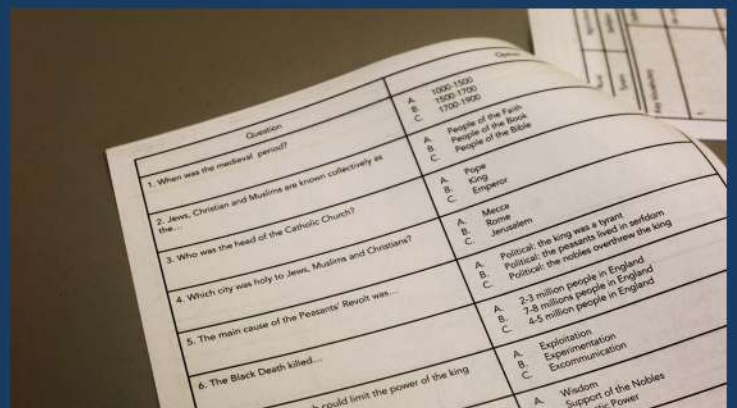 Question
Option
1. When was the medieval period?
A. 1000-1500
B. 1500-1700
C. 1700-1900
2. Jews, Christian and Muslims are known collectively as
the...
A. People of the Faith
B. People of the Book
C. People of the Bible
3. Who was the head of the Catholic Church?
A. Pope
B. King
C. Emperor
4. Which city was holy to Jews, Muslims and Christians?
A. Mecca
B. Rome
C. Jerusalem
5. The main cause of the Peasants' Revolt was...
A. Political: the king was a tyrant
B. Political: the peasants lived in serfdom
C. Political: the nobles overthrew the king
6. The Black Death killed...
A. 2-3 million people in England
B. 7-8 millions people in England
C. 4-5 million people in England
could limit the power of the king
A. Exploitation
B. Experimentation
C. Excommunication
A. Wisdom
Support of the Nobles
Power
Key Vocabulary
1.